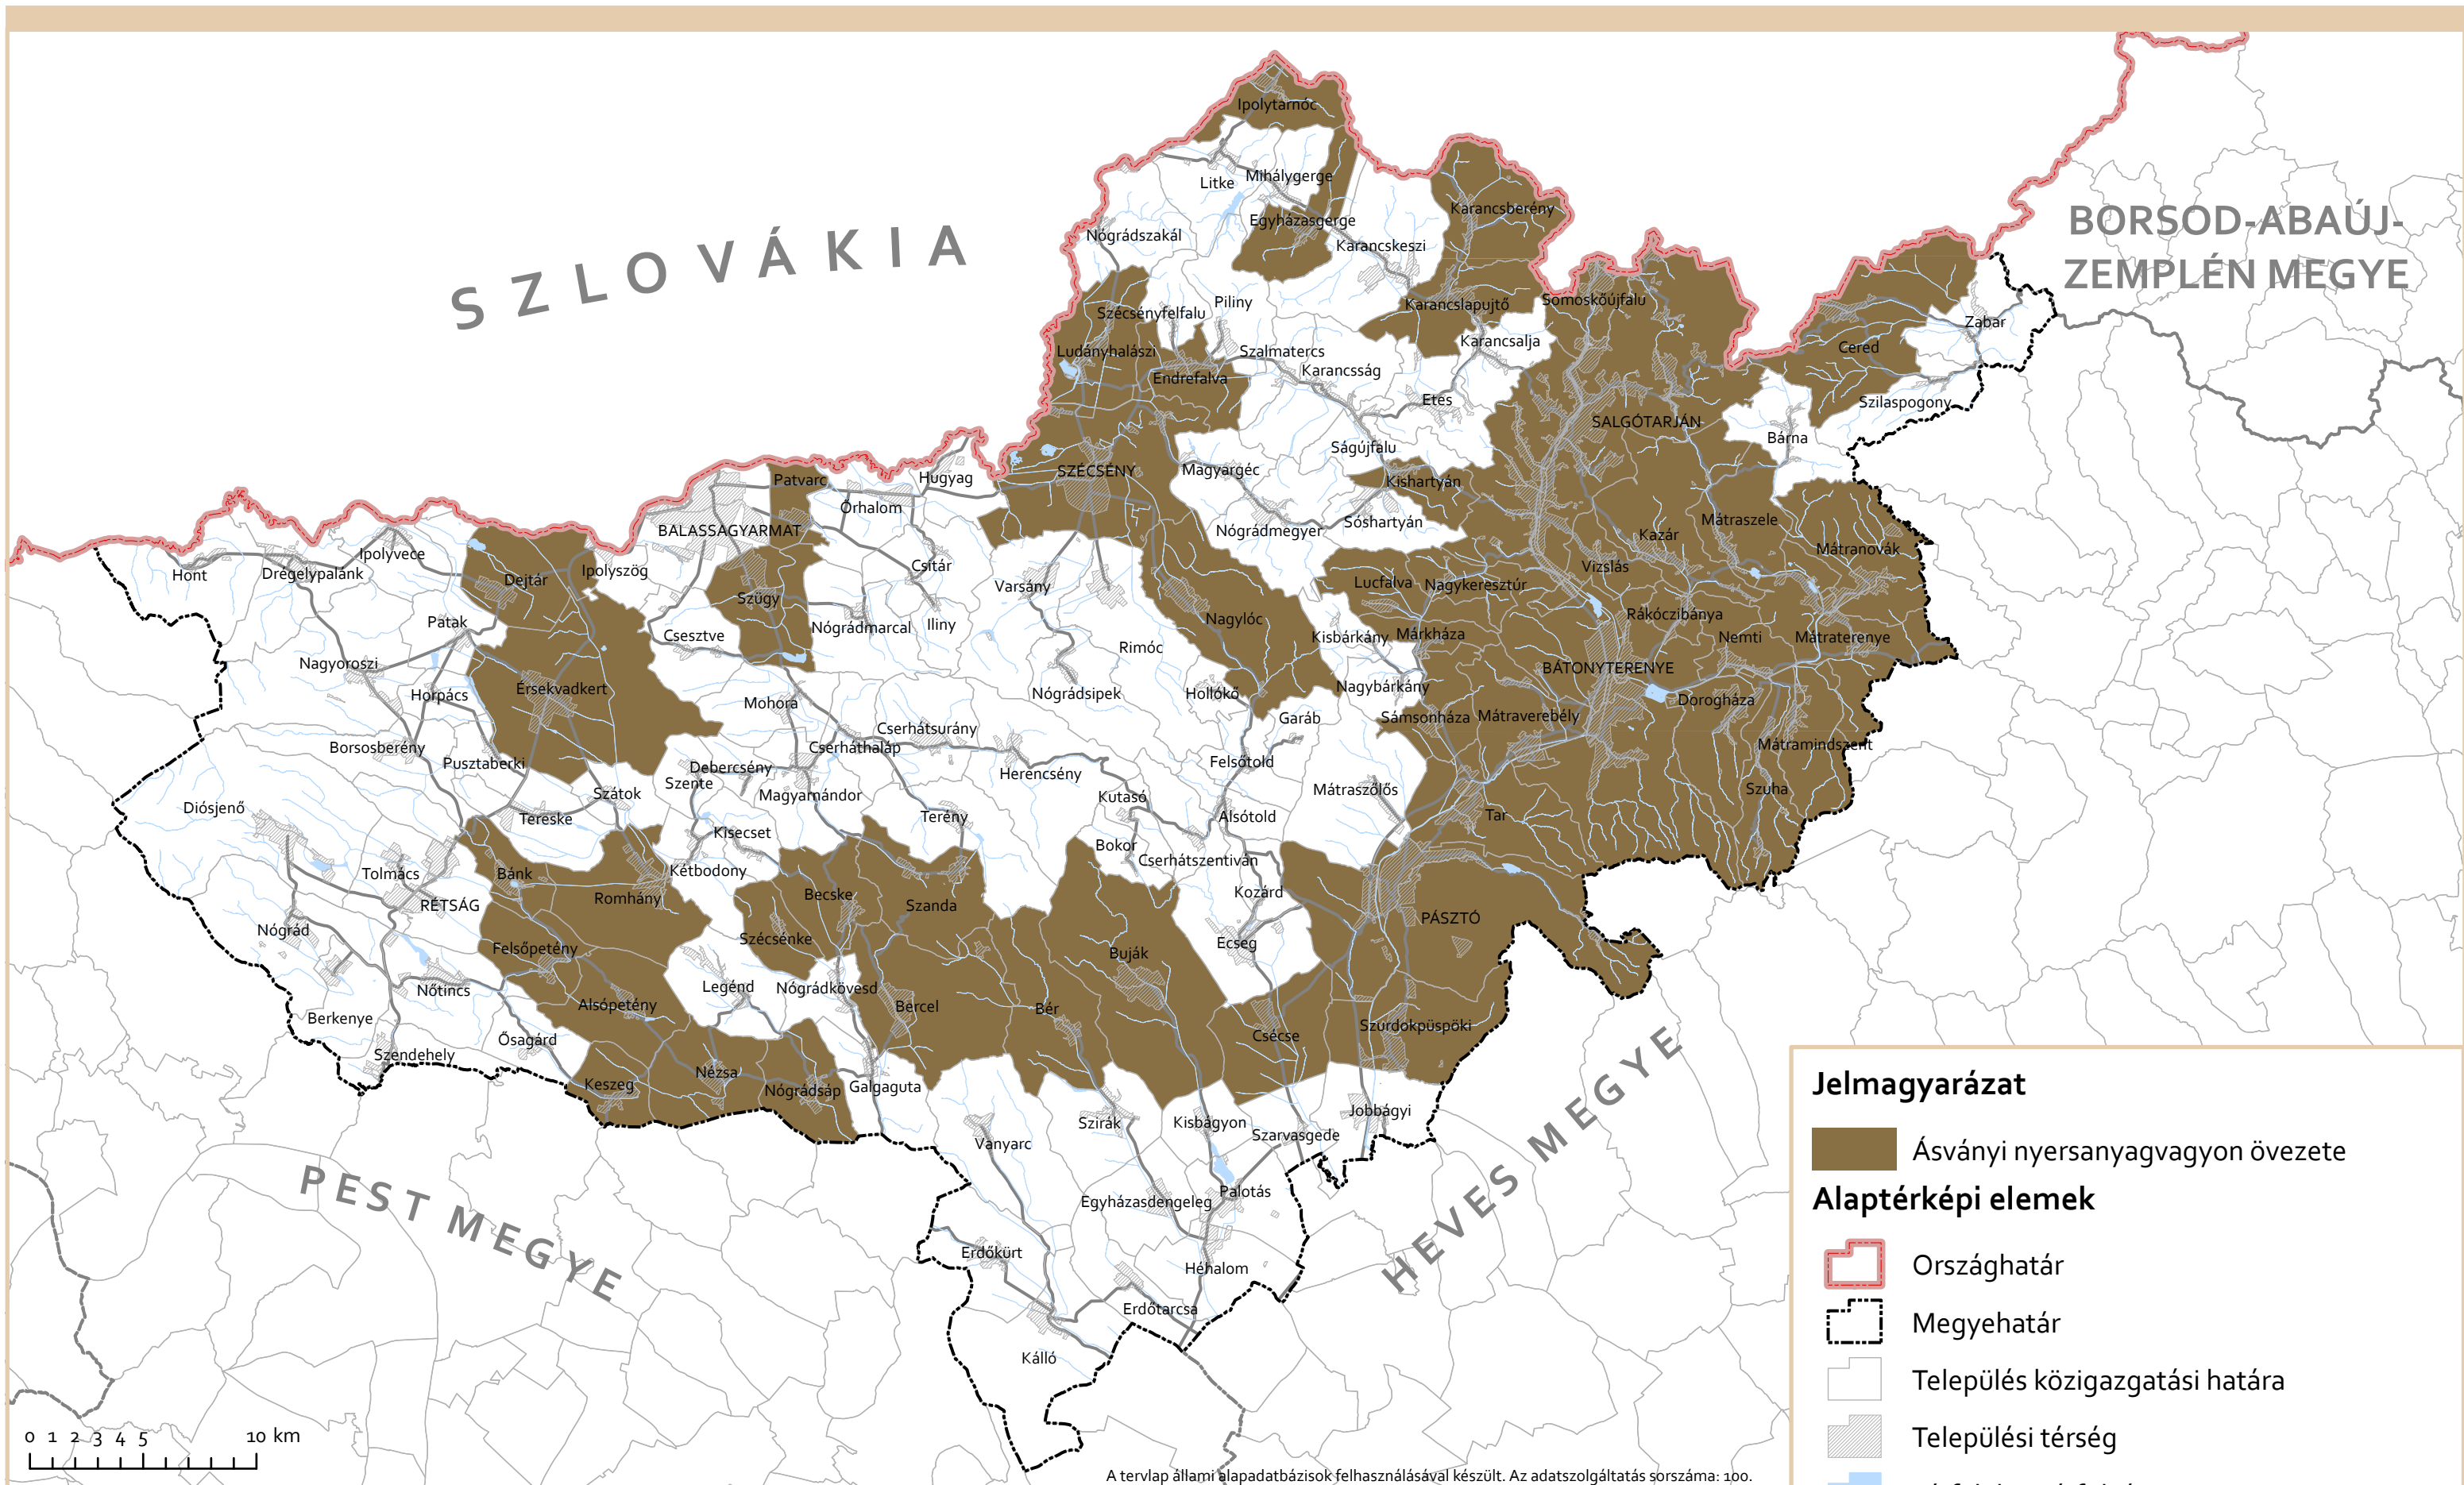 SZLOVÁKIA
BORSOD-ABAÚJ-
ZEMPLÉN MEGYE
PEST MEGYE
HEVES MEGYE
Ipolytarnóc
Litke
Mihálygerge
Egyházasgerge
Karancsberény
Nógrádszakál
Karancskeszi
Szécsényfelfalu
Piliny
Karancslapujtő
Somoskőújfalu
Zabar
Ludányhalászi
Szalmatercs
Karancsalja
Cered
Endrefalva
Karancsság
Etes
Szilaspogony
SALGÓTARJÁN
Bárna
Ságújfalu
SZÉCSÉNY
Magyargéc
Kishartyán
Patvarc
Hugyag
Őrhalom
BALASSAGYARMAT
Nógrádmegyer
Sóshartyán
Mátraszele
Kazár
Mátranovák
Hont
Drégelypalánk
Ipolyvece
Dejtár
Ipolyszög
Csitár
Varsány
Lucfalva
Nagykeresztúr
Vizslás
Szügy
Patak
Csesztve
Nógrádmarcal
Iliny
Nagylóc
Rákóczibánya
Kisbárkány
Márkháza
Nemti
Mátraterenye
Rimóc
Nagyoroszi
Horpács
Érsekvadkert
Mohora
Nógrádsipek
Hollókő
Nagybárkány
BÁTONYTERENYE
Dorogháza
Garáb
Sámsonháza
Mátraverebély
Cserhátsurány
Cserháthaláp
Borsosberény
Pusztaberki
Debercsény
Szente
Herencsény
Felsőtold
Mátramindszent
Magyarnándor
Kutasó
Mátraszőlős
Szuha
Diósjenő
Szátok
Tereske
Terény
Alsótold
Tar
Kisecset
Bokor
Cserhátszentiván
Tolmács
Bánk
Kétbodony
Romhány
Becske
Szanda
Kozárd
RÉTSÁG
PÁSZTÓ
Nógrád
Felsőpetény
Szécsénke
Ecseg
Buják
Nőtincs
Legénd
Nógrádkövesd
Alsópetény
Bercel
Bér
Berkenye
Csécse
Szurdokpüspöki
Ősagárd
Szendehely
Keszeg
Nézsa
Nógrádsáp
Galgaguta
Szirák
Kisbágyon
Jobbágyi
Vanyarc
Szarvasgede
Palotás
Egyházasdengeleg
Erdőkürt
Héhalom
Erdőtarcsa
Kálló
Jelmagyarázat
Ásványi nyersanyagvagyon övezete
Alaptérképi elemek
Országhatár
Megyehatár
Település közigazgatási határa
Települési térség
0 1 2 3 4 5 10 km
A tervlap állami alapadatbázisok felhasználásával készült. Az adatszolgáltatás sorszáma: 100.